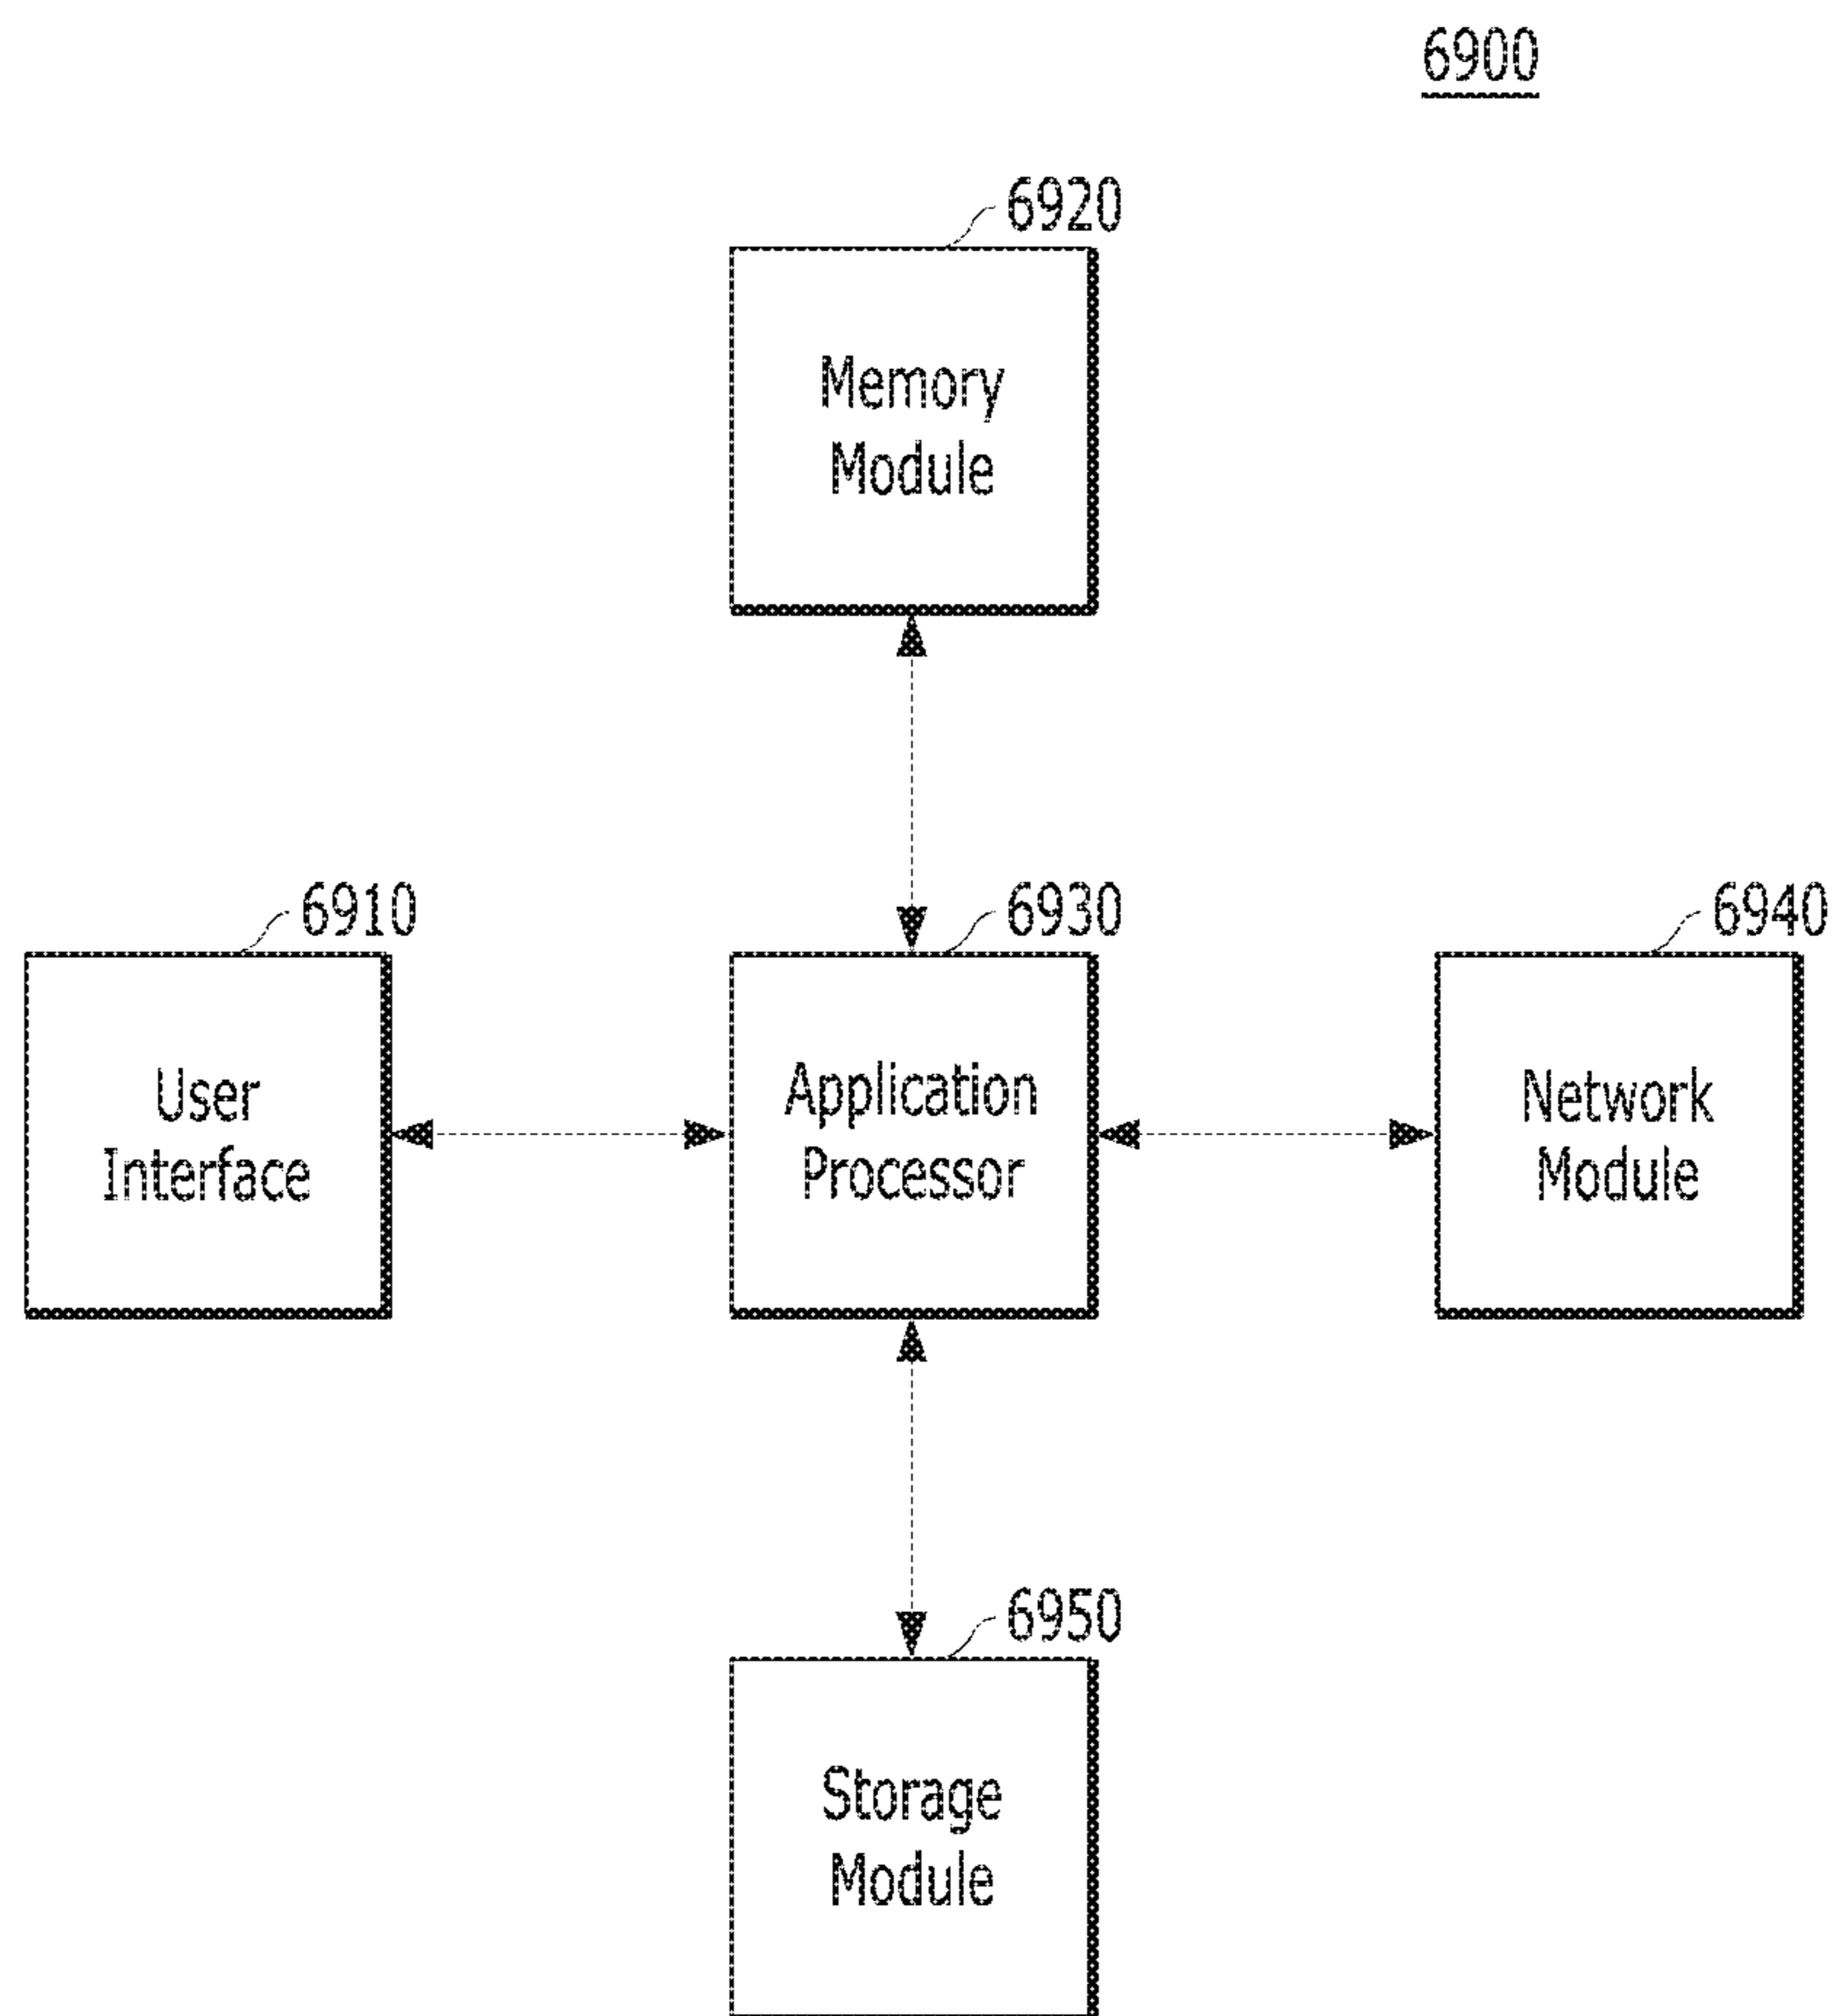 6900
6920
Memory
Module
6910
6930
6940
User
Interface
Application
Processor
Network
Module
6950
Storage
Module